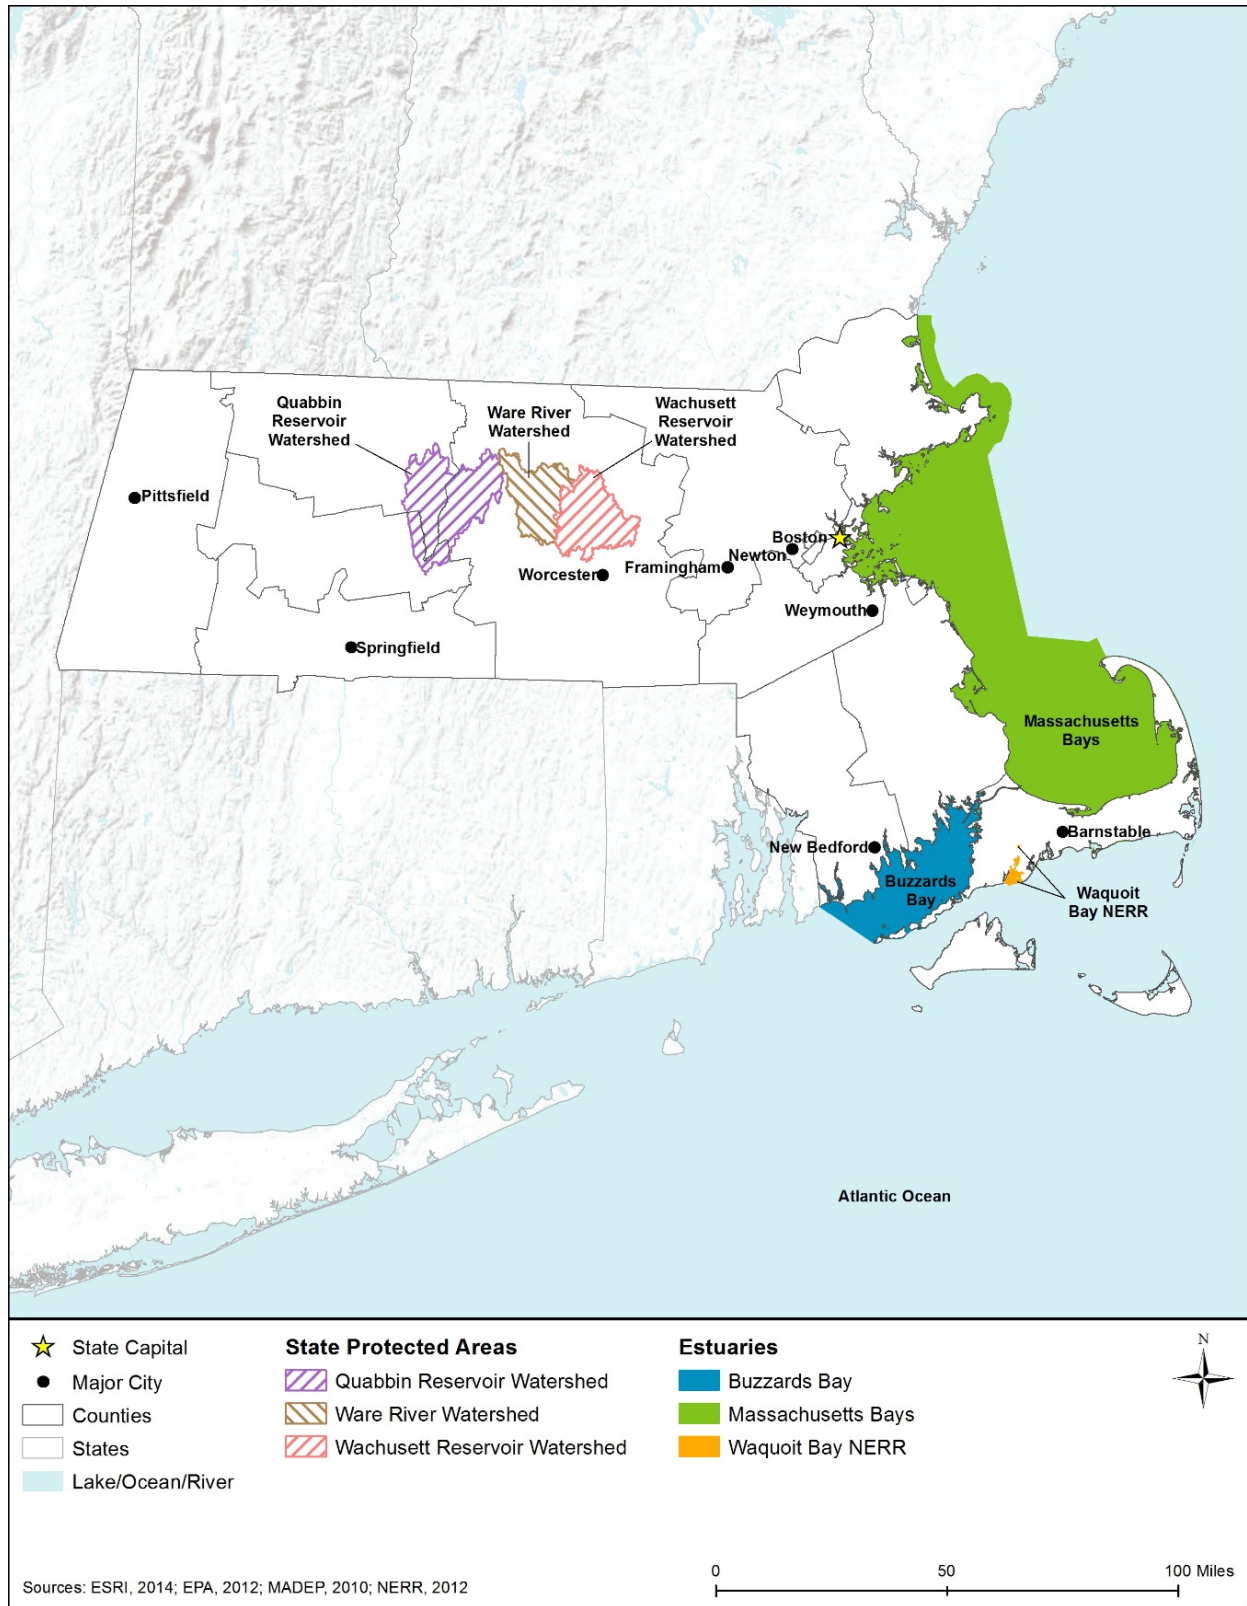 Quabbin
Reservoir
Watershed
Ware River
Watershed
Wachusett
Reservoir
Watershed
Pittsfield
Boston
Newton
Framingham
Worcester
Weymouth
Springfield
Massachusetts
Bays
New Bedford
Barnstable
Buzzards
Bay
Waquoit
Bay NERR
Atlantic Ocean
State Capital
Major City
Counties
States
Lake/Ocean/River
State Protected Areas
Quabbin Reservoir Watershed
Ware River Watershed
Wachusett Reservoir Watershed
Estuaries
Buzzards Bay
Massachusetts Bays
Waquoit Bay NERR
N
Sources: ESRI, 2014; EPA, 2012; MADEP, 2010; NERR, 2012
0 50 100 Miles